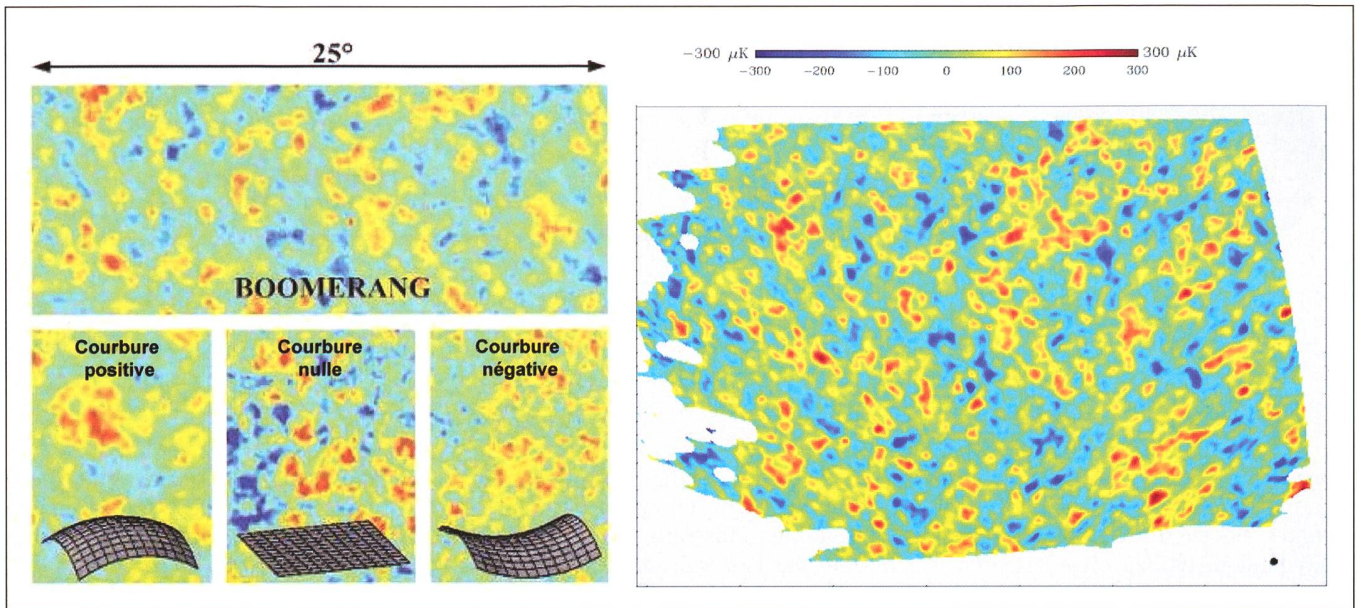 25°
BOOMERANG
Courbure
positive
Courbure
nulle
Courbure
négative
−300 μK
300 μK
−300
−200
−100
0
100
200
300